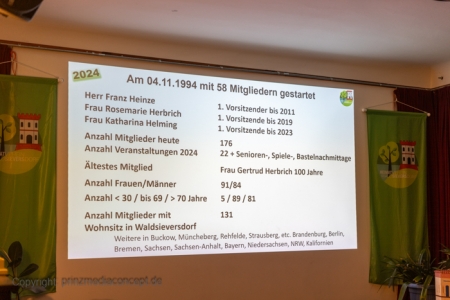 2024
Am 04.11.1994 mit 58 Mitgliedern gestartet
Herr Franz Heinze 1. Vorsitzender bis 2011
Frau Rosemarie Herbrich 1. Vorsitzende bis 2019
Frau Katharina Helming 1. Vorsitzende bis 2023
Anzahl Mitglieder heute 176
Anzahl Veranstaltungen 2024 22 + Senioren-, Spiele-, Bastelnachmittage
Ältestes Mitglied Frau Gertrud Herbrich 100 Jahre
Anzahl Frauen/Männer 91/84
Anzahl < 30 / bis 69 / > 70 Jahre 5 / 89 / 81
Anzahl Mitglieder mit 131
Wohnsitz in Waldsieversdorf
Weitere in Buckow, Müncheberg, Rehfelde, Strausberg, etc. Brandenburg, Berlin,
Bremen, Sachsen, Sachsen-Anhalt, Bayern, Niedersachsen, NRW, Kalifornien
Copyright: prinzmediaconcept.de